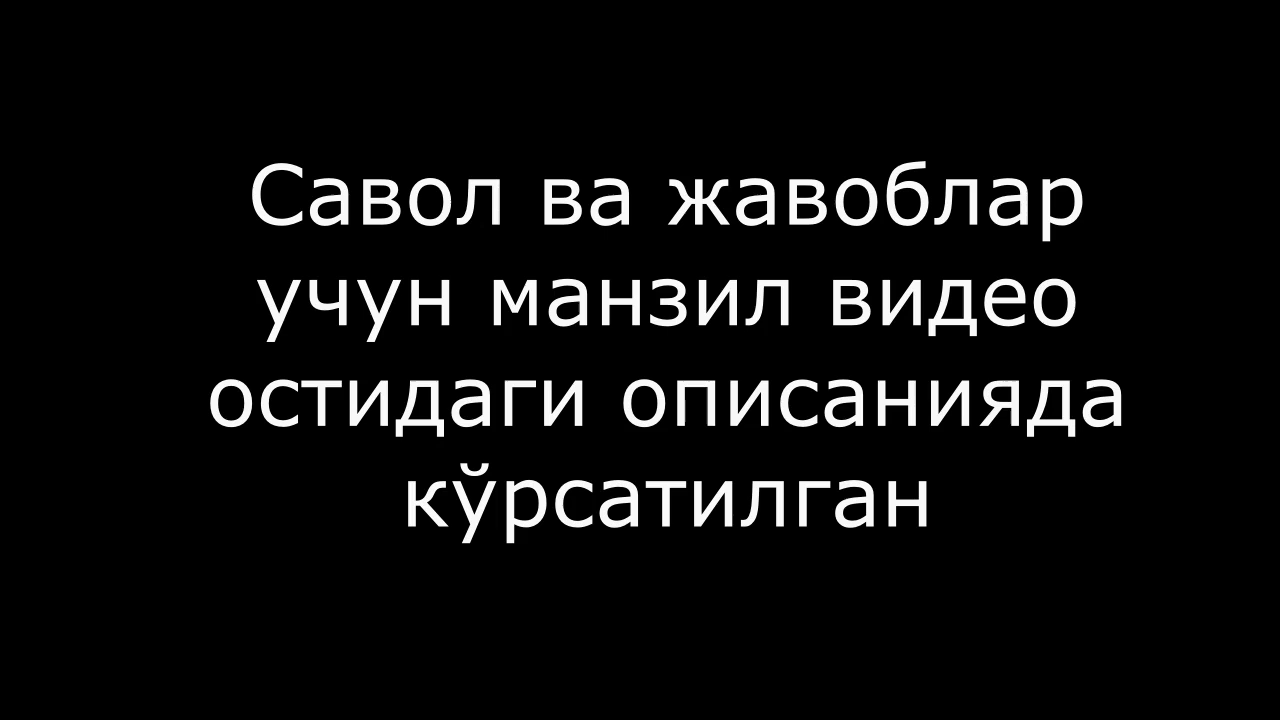 Савол ва жавоблар
учун манзил видео
остидаги описанияда
кўрсатилган